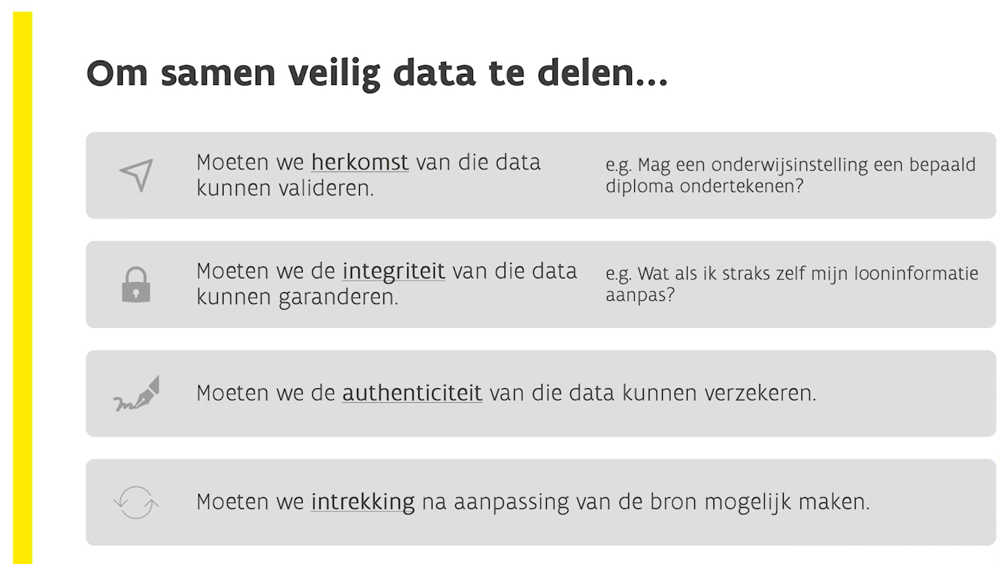 Om samen veilig data te delen...
Moeten we herkomst van die data
kunnen valideren.
e.g. Mag een onderwijsinstelling een bepaald
diploma ondertekenen?
Moeten we de integriteit van die data
kunnen garanderen.
e.g. Wat als ik straks zelf mijn looninformatie
aanpas?
Moeten we de authenticiteit van die data kunnen verzekeren.
Moeten we intrekking na aanpassing van de bron mogelijk maken.